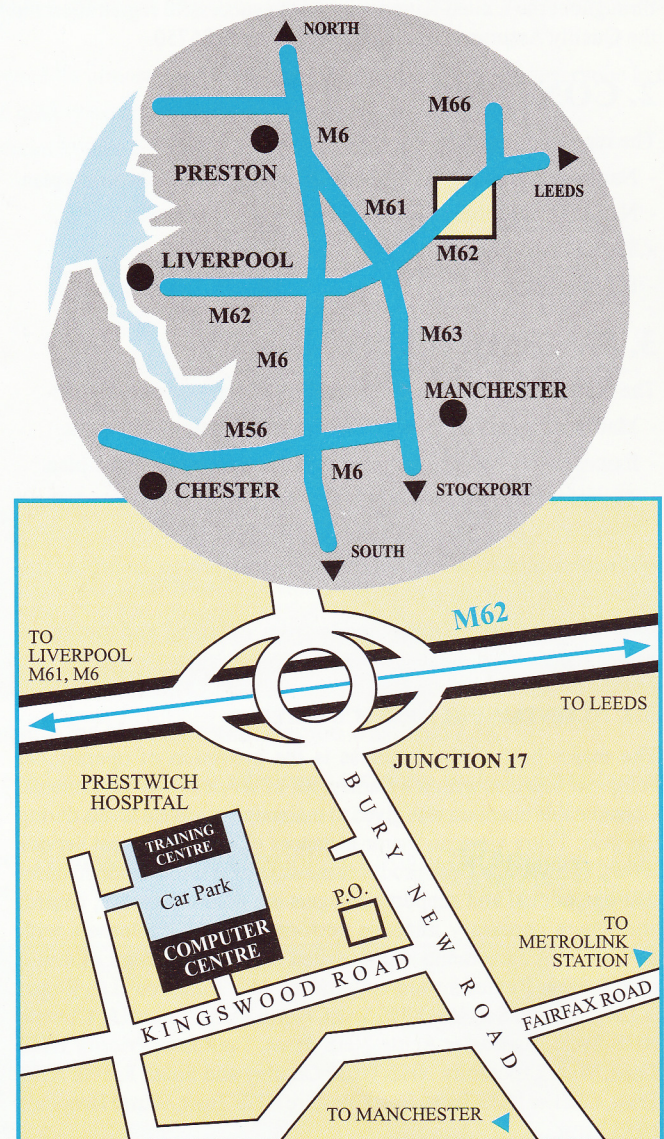 NORTH
M66
M6
PRESTON
LEEDS
M61
M62
LIVERPOOL
M62
M63
M6
MANCHESTER
M56
M6
CHESTER
STOCKPORT
SOUTH
M62
TO
LIVERPOOL
M61, M6
TO LEEDS
JUNCTION 17
PRESTWICH
HOSPITAL
TRAINING
CENTRE
Car Park
COMPUTER
CENTRE
P.O.
BURY NEW ROAD
TO
METROLINK
STATION
KINGSWOOD ROAD
FAIRFAX ROAD
TO MANCHESTER